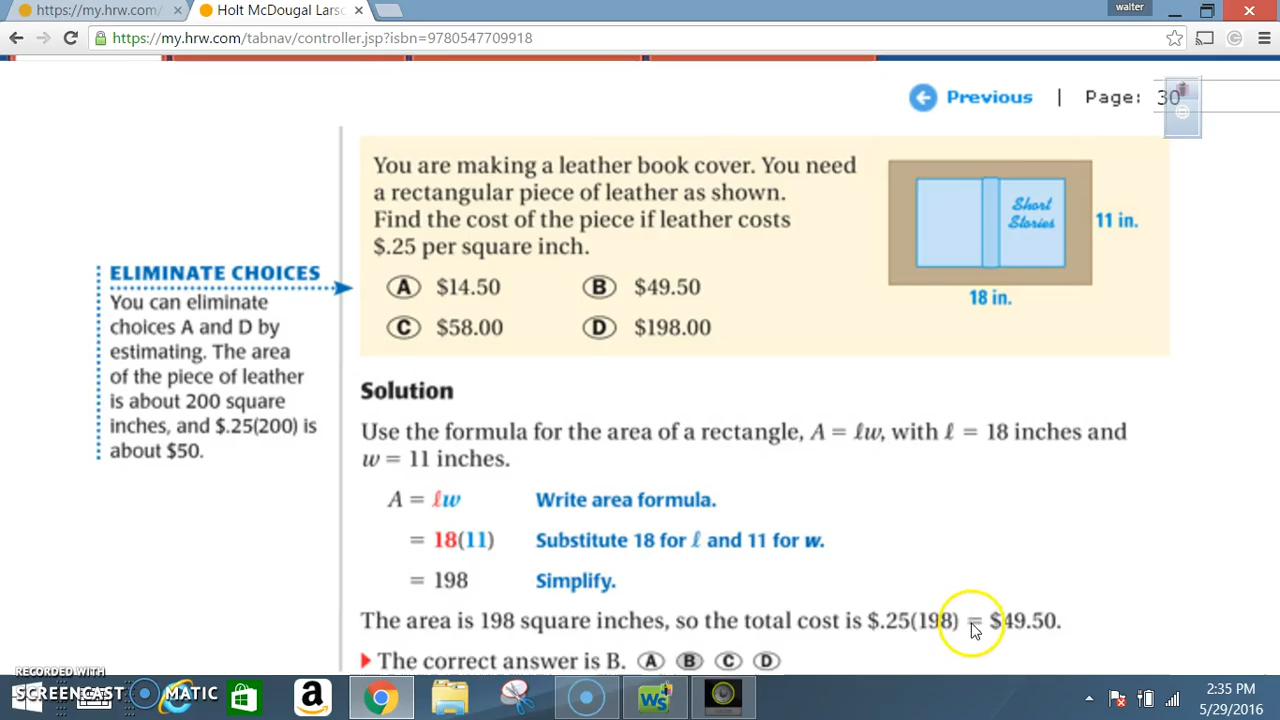 https://my.hrw.com/tabna
Holt McDougal Lars
walter
https://my.hrw.com/tabnav/controller.jsp?isbn=9780547709918
Previous | Page: 30
You are making a leather book cover. You need
a rectangular piece of leather as shown.
Find the cost of the piece if leather costs
$.25 per square inch.
A $14.50 B $49.50
C $58.00 D $198.00
Short
Stories
11 in.
18 in.
ELIMINATE CHOICES
You can eliminate
choices A and D by
estimating. The area
of the piece of leather
is about 200 square
inches, and $.25(200) is
about $50.
Solution
Use the formula for the area of a rectangle, A = ℓw, with ℓ = 18 inches and
w = 11 inches.
A = ℓw Write area formula.
= 18(11) Substitute 18 for ℓ and 11 for w.
= 198 Simplify.
The area is 198 square inches, so the total cost is $.25(198) = $49.50.
The correct answer is B. A B C D
RECORDED WITH
SCREENCAST MATIC
a
WS
2:35 PM
5/29/2016